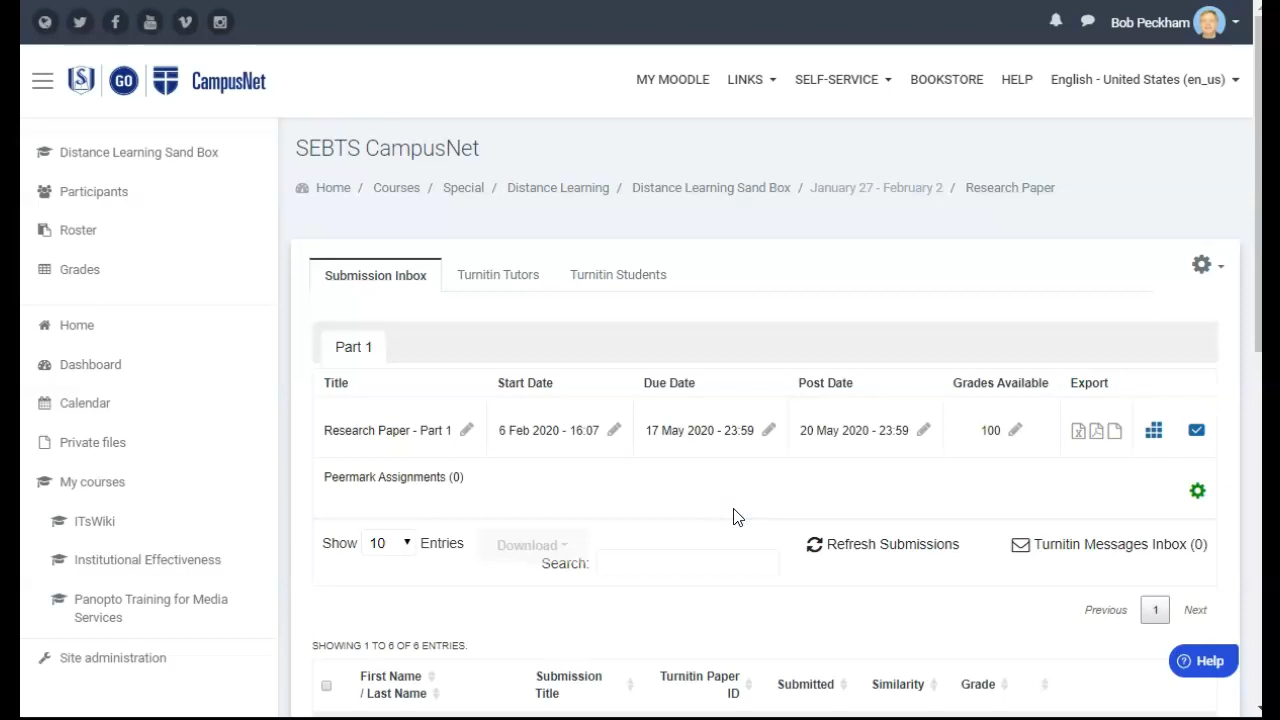 Bob Peckham
S GO CampusNet
MY MOODLE LINKS SELF-SERVICE BOOKSTORE HELP English - United States (en_us)
Distance Learning Sand Box
Participants
Roster
Grades
Home
Dashboard
Calendar
Private files
My courses
ITsWiki
Institutional Effectiveness
Panopto Training for Media
Services
Site administration
SEBTS CampusNet
Home / Courses / Special / Distance Learning / Distance Learning Sand Box / January 27 - February 2 / Research Paper
Submission Inbox Turnitin Tutors Turnitin Students
Part 1
Title Start Date Due Date Post Date Grades Available Export
Research Paper - Part 1 6 Feb 2020 - 16:07 17 May 2020 - 23:59 20 May 2020 - 23:59 100
Peermark Assignments (0)
Show 10 Entries Download Refresh Submissions Turnitin Messages Inbox (0)
Search:
Previous 1 Next
SHOWING 1 TO 6 OF 6 ENTRIES.
Help
First Name Submission Turnitin Paper
/ Last Name Title ID Submitted Similarity Grade